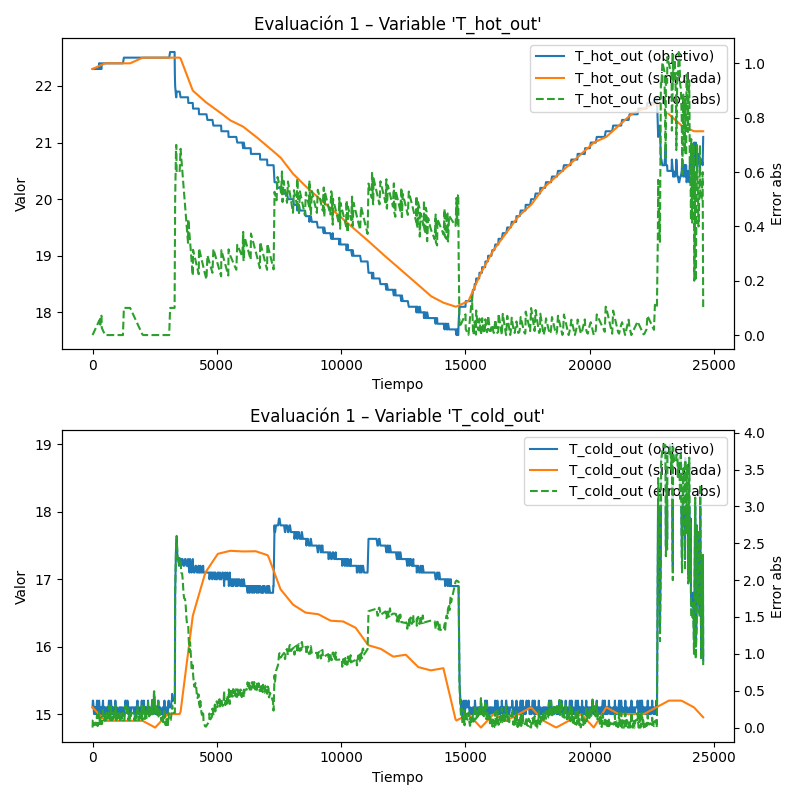 Evaluación 1 – Variable 'T_hot_out'
T_hot_out (objetivo)
T_hot_out (simulada)
T_hot_out (error abs)
Valor
22
21
20
19
18
1.0
0.8
0.6
0.4
0.2
0.0
Error abs
0
5000
10000
15000
20000
25000
Tiempo
Evaluación 1 – Variable 'T_cold_out'
T_cold_out (objetivo)
T_cold_out (simulada)
T_cold_out (error abs)
Valor
19
18
17
16
15
4.0
3.5
3.0
2.5
2.0
1.5
1.0
0.5
0.0
Error abs
0
5000
10000
15000
20000
25000
Tiempo